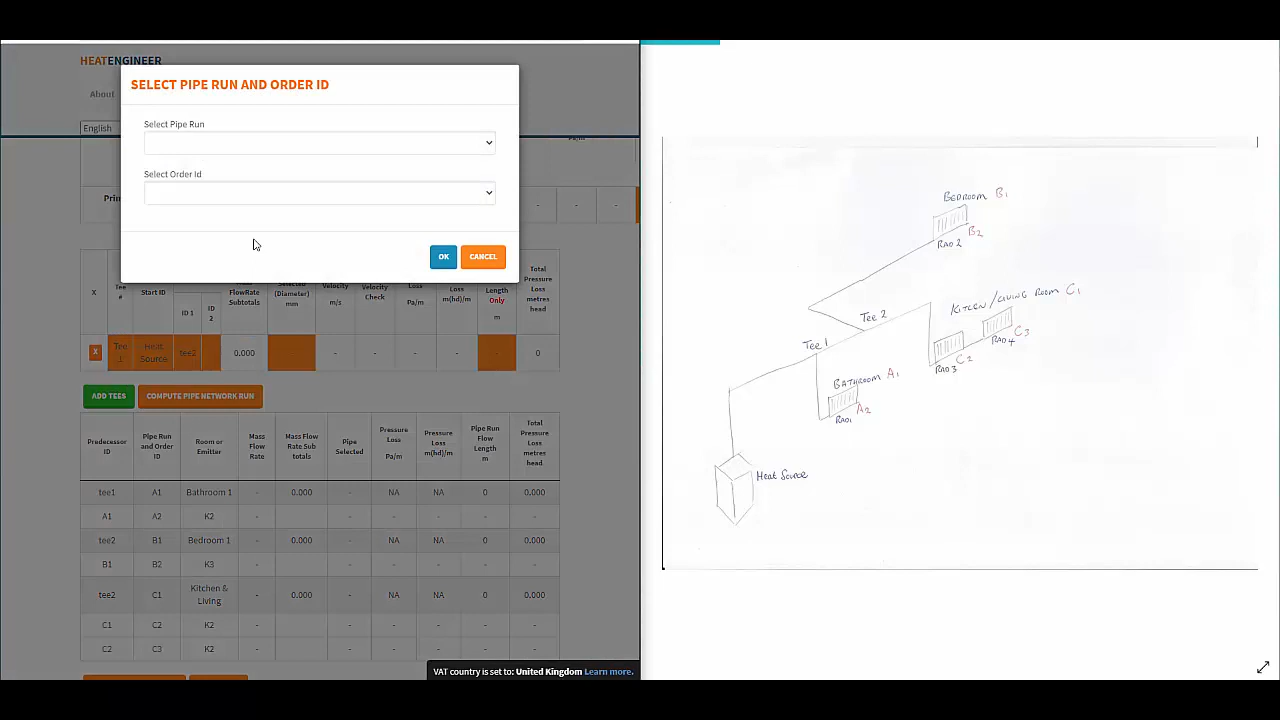 HEATENGINEER
About
English
Pa/m
Prin
SELECT PIPE RUN AND ORDER ID
Select Pipe Run
Select Order Id
OK
CANCEL
X
Tee #
Start ID
ID 1
ID 2
FlowRate Subtotals
(Diameter) mm
Velocity m/s
Velocity Check
Loss Pa/m
Loss m(hd)/m
Length Only m
Total Pressure Loss metres head
X Tee 1 Heat Source tee2 0.000 - - - - - 0
ADD TEES
COMPUTE PIPE NETWORK RUN
Predecessor ID
Pipe Run and Order ID
Room or Emitter
Mass Flow Rate
Mass Flow Rate Sub totals
Pipe Selected
Pressure Loss Pa/m
Pressure Loss m(hd)/m
Pipe Run Flow Length m
Total Pressure Loss metres head
tee1 A1 Bathroom 1 - 0.000 - NA NA 0 0.000
A1 A2 K2 - - - - - -
tee2 B1 Bedroom 1 - 0.000 - NA NA 0 0.000
B1 B2 K3 - - - - - -
tee2 C1 Kitchen & Living - 0.000 - NA NA 0 0.000
C1 C2 K2 - - - - - -
C2 C3 K2 - - - - - -
VAT country is set to: United Kingdom Learn more.
BEDROOM B1
B2
RAD 2
KITCEN/LIVING ROOM C1
Tee 2
C3
RAD 4
C2
RAD 3
Tee 1
BATHROOM A1
A2
RAD1
Heat Source